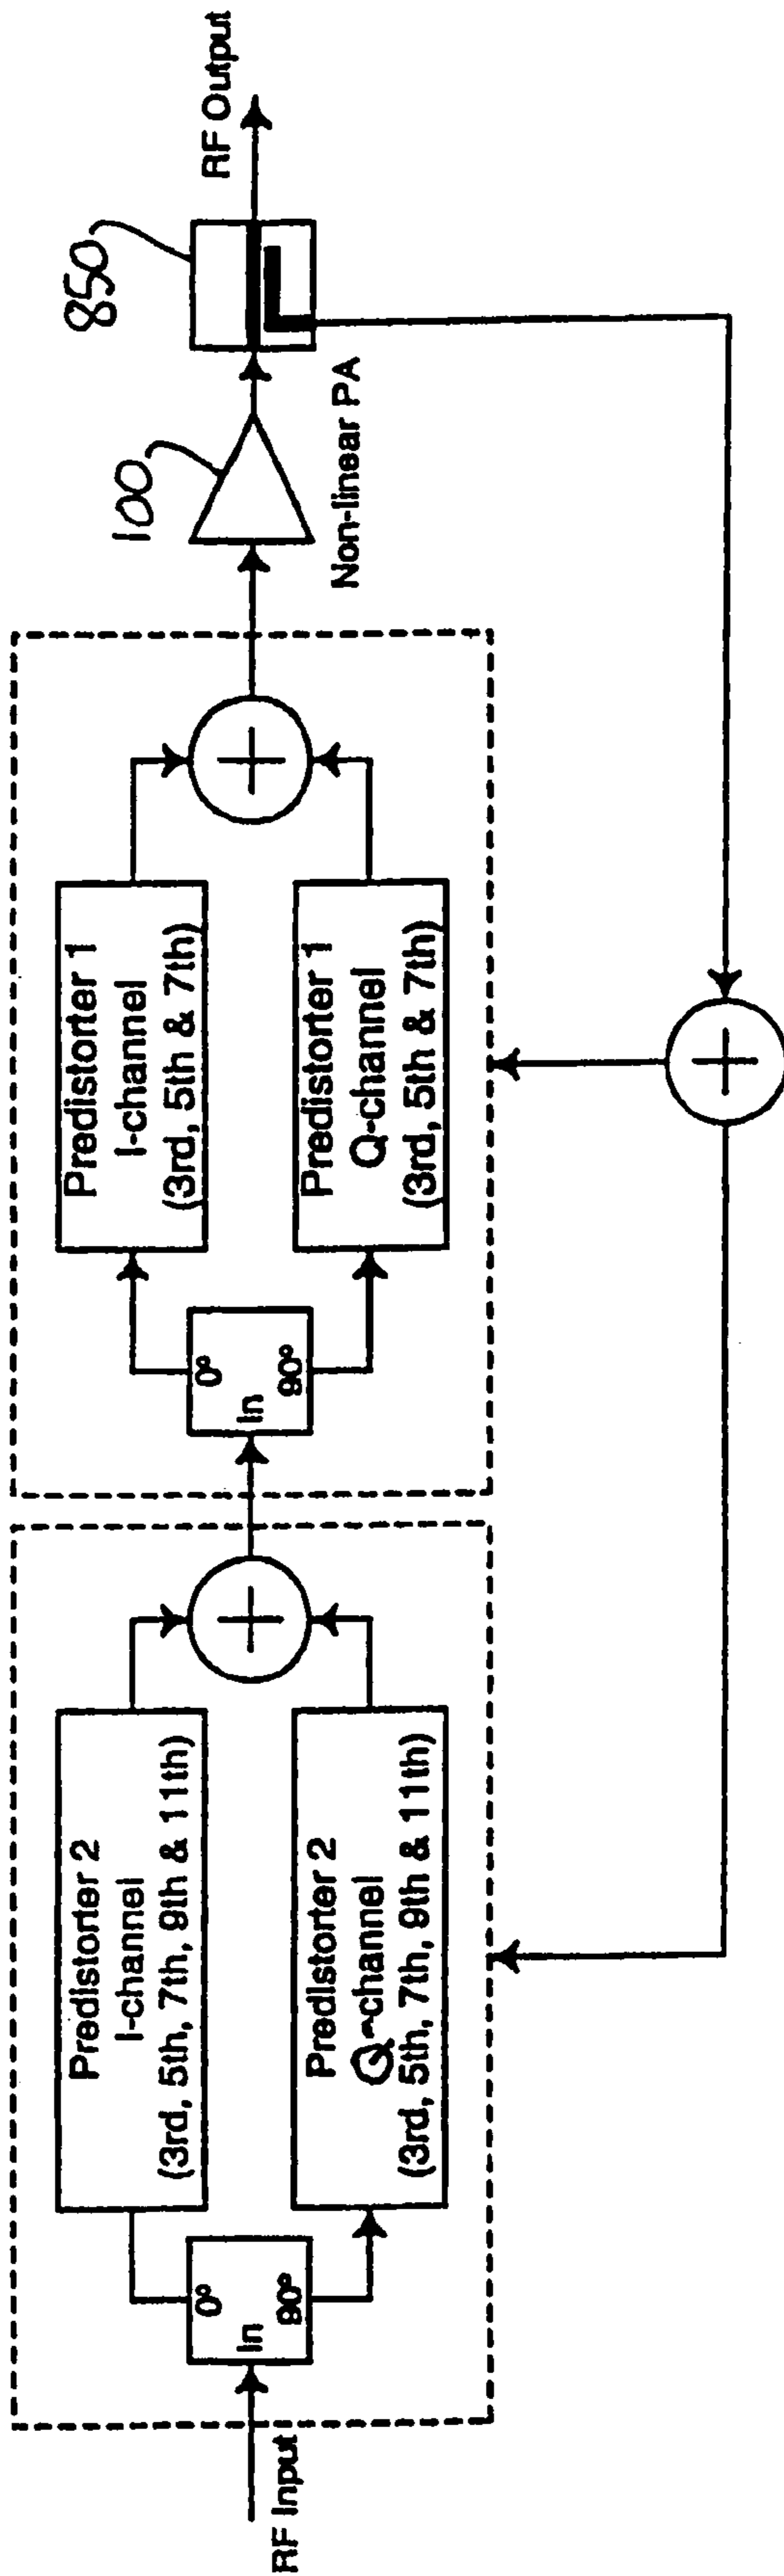 RF Input
In
0°
90°
Predistorter 2
I-channel
(3rd, 5th, 7th, 9th & 11th)
Predistorter 2
Q-channel
(3rd, 5th, 7th, 9th & 11th)
In
0°
90°
Predistorter 1
I-channel
(3rd, 5th & 7th)
Predistorter 1
Q-channel
(3rd, 5th & 7th)
100
Non-linear PA
850
RF Output